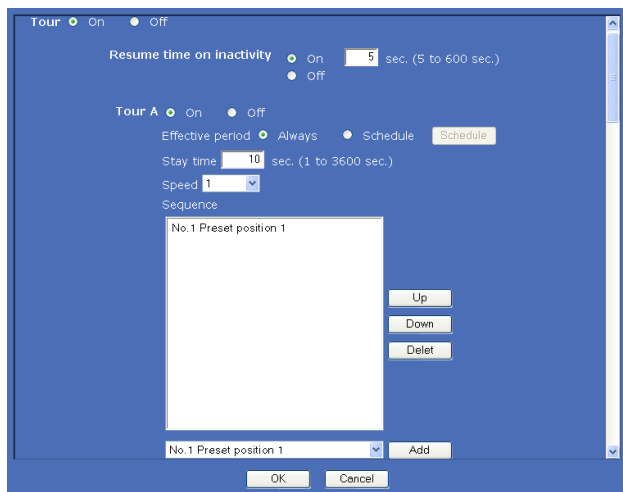 Tour On Off
Resume time on inactivity On 5 sec. (5 to 600 sec.)
Off
Tour A On Off
Effective period Always Schedule Schedule
Stay time 10 sec. (1 to 3600 sec.)
Speed 1
Sequence
No.1 Preset position 1
Up
Down
Delet
No.1 Preset position 1 Add
OK Cancel